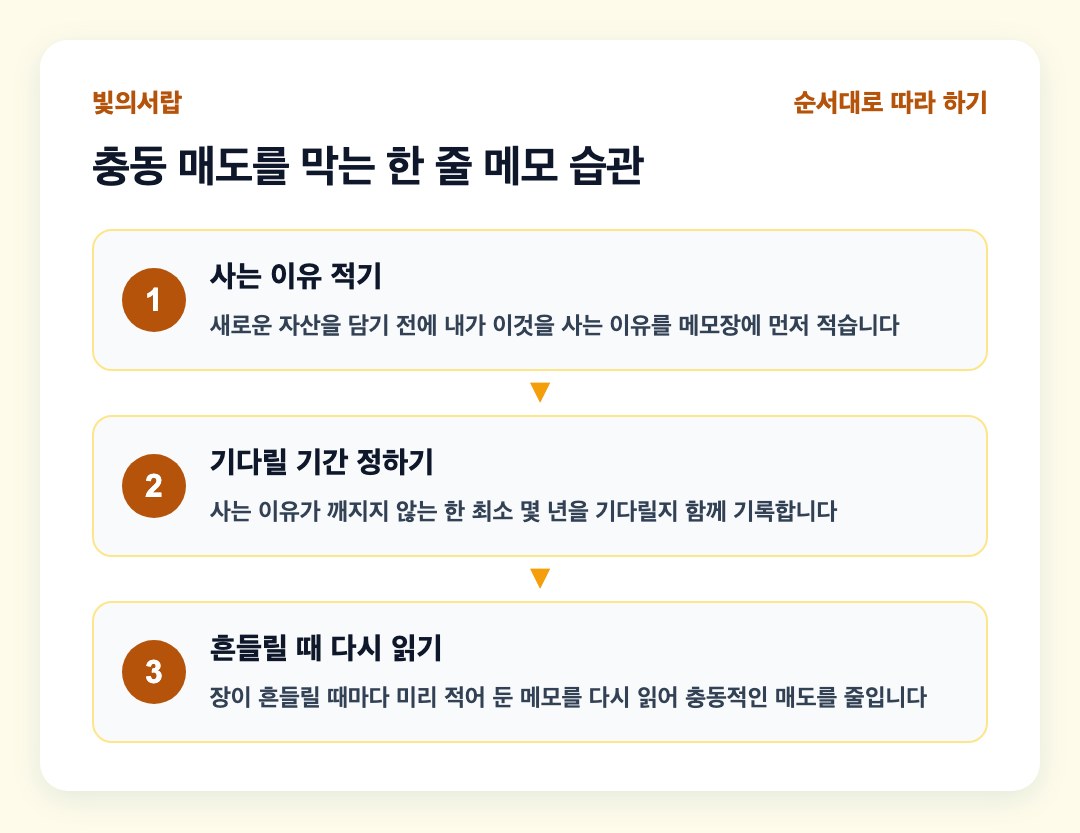 빛의서랍
순서대로 따라 하기
충동 매도를 막는 한 줄 메모 습관
1
사는 이유 적기
새로운 자산을 담기 전에 내가 이것을 사는 이유를 메모장에 먼저 적습니다
2
기다릴 기간 정하기
사는 이유가 깨지지 않는 한 최소 몇 년을 기다릴지 함께 기록합니다
3
흔들릴 때 다시 읽기
장이 흔들릴 때마다 미리 적어 둔 메모를 다시 읽어 충동적인 매도를 줄입니다